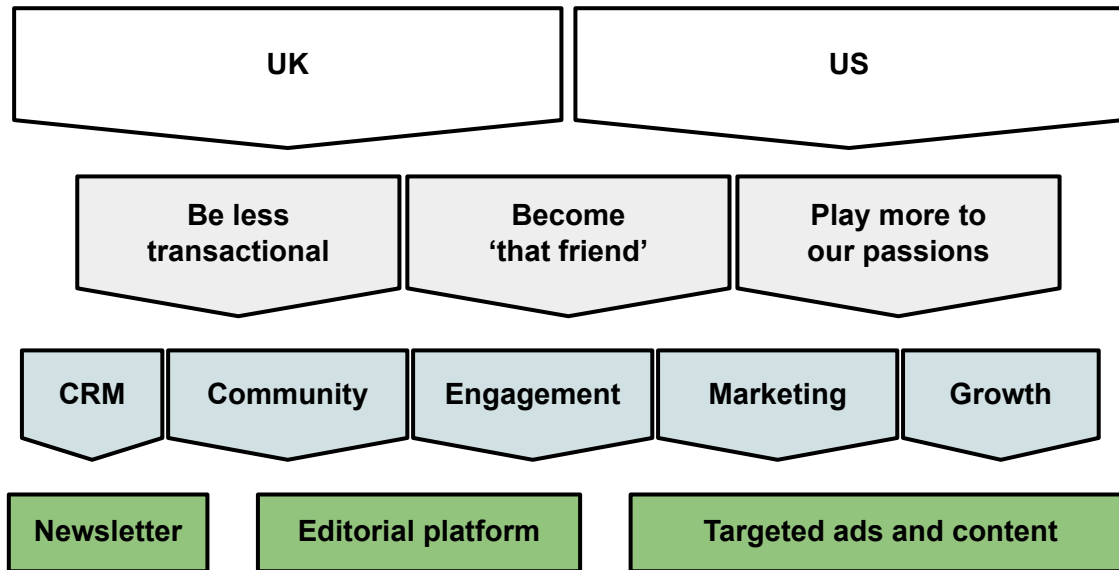 UK
US
Be less
transactional
Become
‘that friend’
Play more to
our passions
CRM
Community
Engagement
Marketing
Growth
Newsletter
Editorial platform
Targeted ads and content